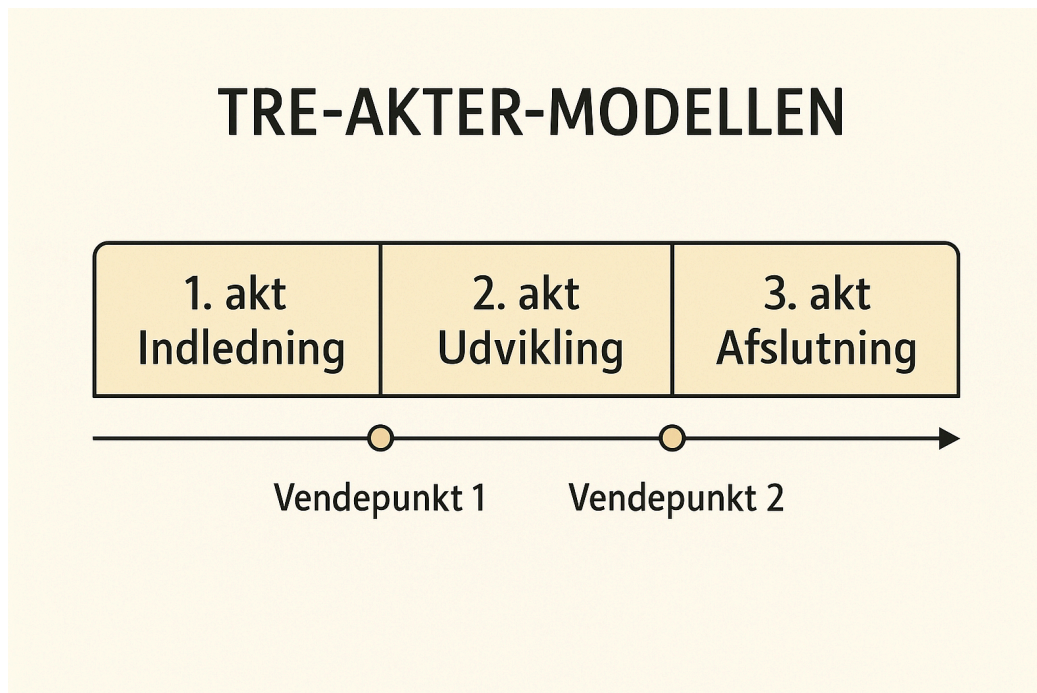 TRE-AKTER-MODELLEN
1. akt
Indledning
2. akt
Udvikling
3. akt
Afslutning
Vendepunkt 1
Vendepunkt 2